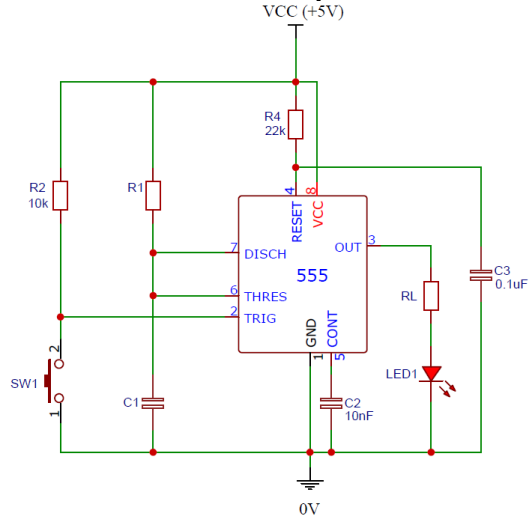 VCC (+5V)
R4
22k
R2
10k
R1
4
8
RESET
VCC
7
DISCH
OUT
3
555
6
THRES
2
TRIG
GND
CONT
1
5
C3
0.1uF
RL
LED1
2
SW1
1
C1
C2
10nF
0V